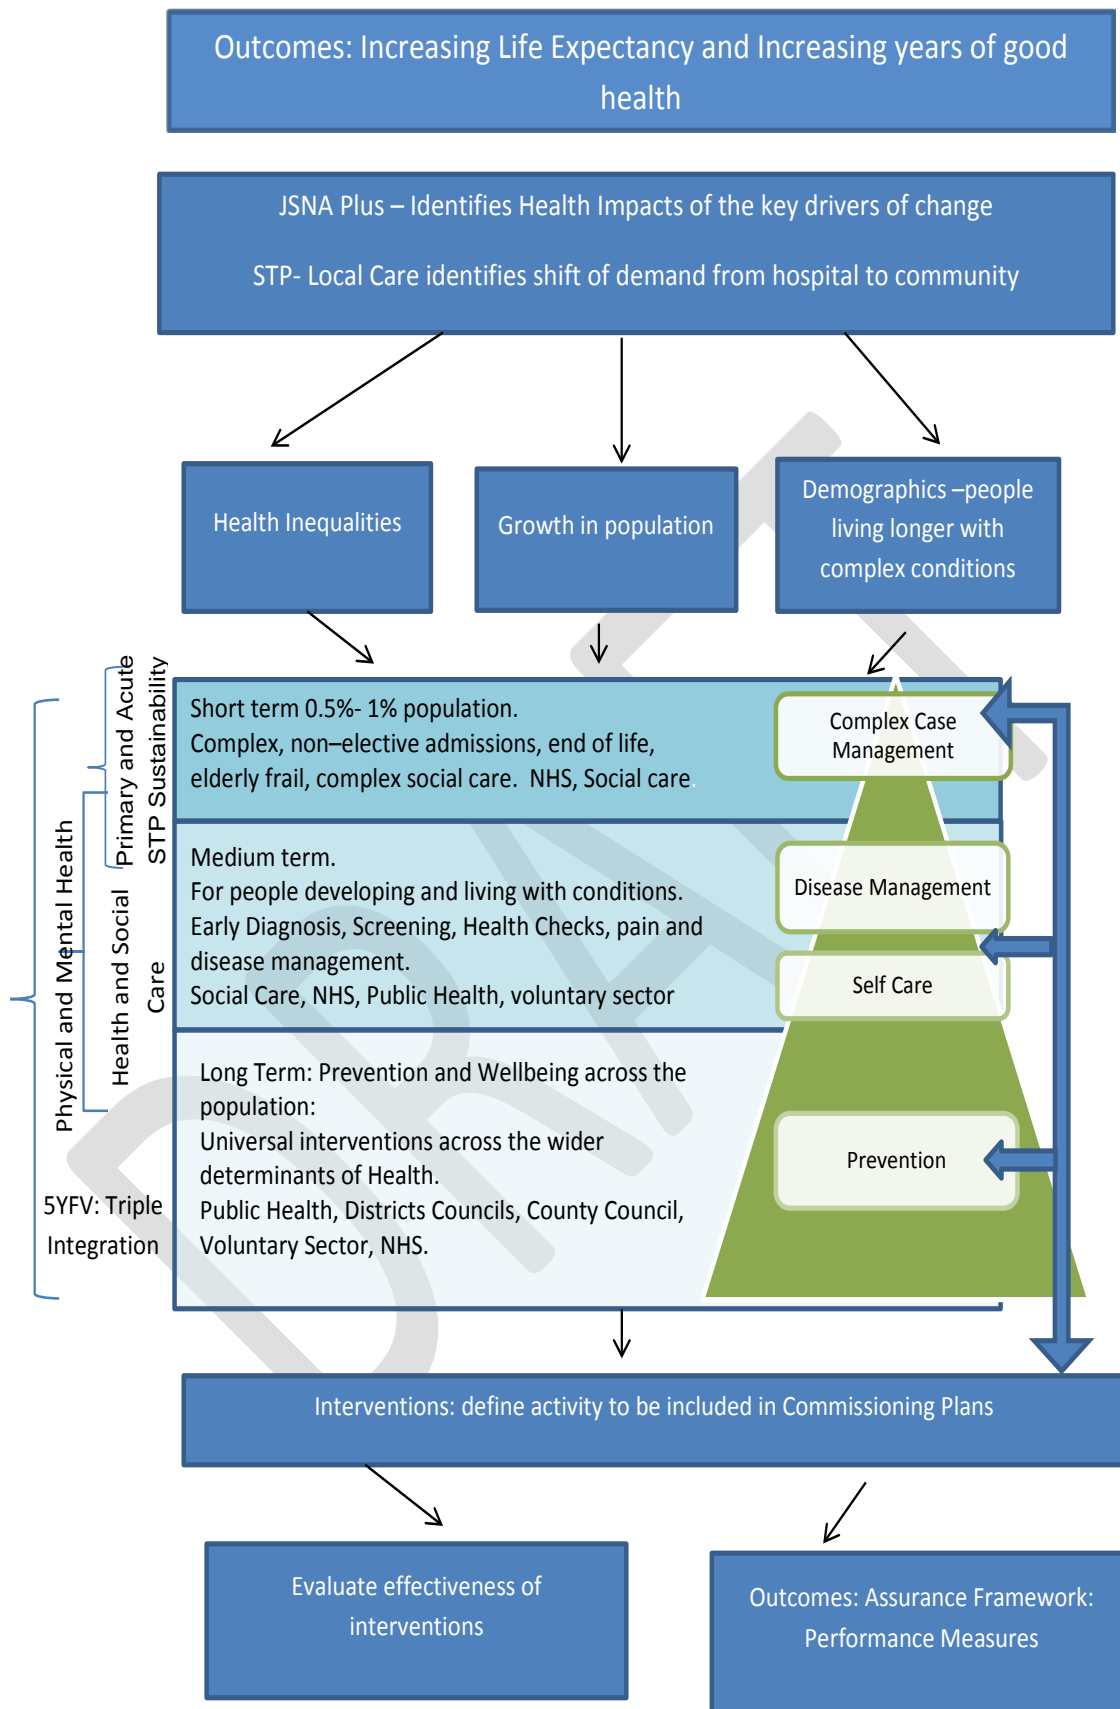 Outcomes: Increasing Life Expectancy and Increasing years of good
health
JSNA Plus – Identifies Health Impacts of the key drivers of change
STP- Local Care identifies shift of demand from hospital to community
Health Inequalities
Growth in population
Demographics –people
living longer with
complex conditions
Primary and Acute
STP Sustainability
Short term 0.5%- 1% population.
Complex, non–elective admissions, end of life,
elderly frail, complex social care.  NHS, Social care.
Complex Case
Management
Physical and Mental Health
Health and Social
Care
Medium term.
For people developing and living with conditions.
Early Diagnosis, Screening, Health Checks, pain and
disease management.
Social Care, NHS, Public Health, voluntary sector
Disease Management
Self Care
5YFV: Triple
Integration
Long Term: Prevention and Wellbeing across the
population:
Universal interventions across the wider
determinants of Health.
Public Health, Districts Councils, County Council,
Voluntary Sector, NHS.
Prevention
Interventions: define activity to be included in Commissioning Plans
Evaluate effectiveness of
interventions
Outcomes: Assurance Framework:
Performance Measures
DRAFT